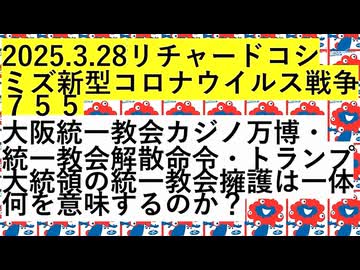 2025.3.28リチャードコシ
ミズ新型コロナウイルス戦争
７５５
大阪統一教会カジノ万博・
統一教会解散命令・トランプ
大統領の統一教会擁護は一体
何を意味するのか？